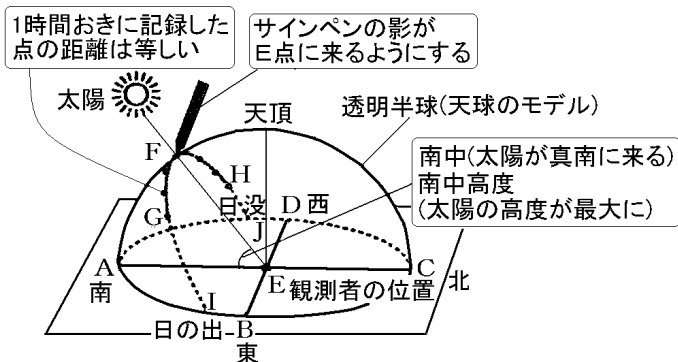 1時間おきに記録した
点の距離は等しい
サインペンの影が
E点に来るようにする
太陽
天頂
透明半球(天球のモデル)
F
南中(太陽が真南に来る)
南中高度
(太陽の高度が最大に)
H
G
日没
J
D 西
A
南
E
観測者の位置
C
北
I
日の出
B
東